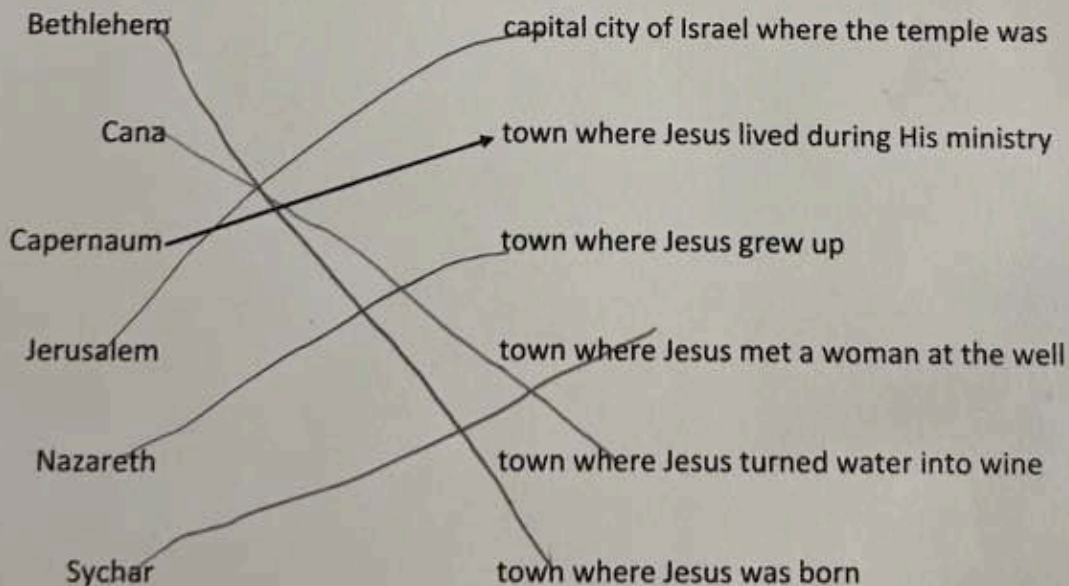 Bethlehem capital city of Israel where the temple was
Cana town where Jesus lived during His ministry
Capernaum town where Jesus grew up
Jerusalem town where Jesus met a woman at the well
Nazareth town where Jesus turned water into wine
Sychar town where Jesus was born